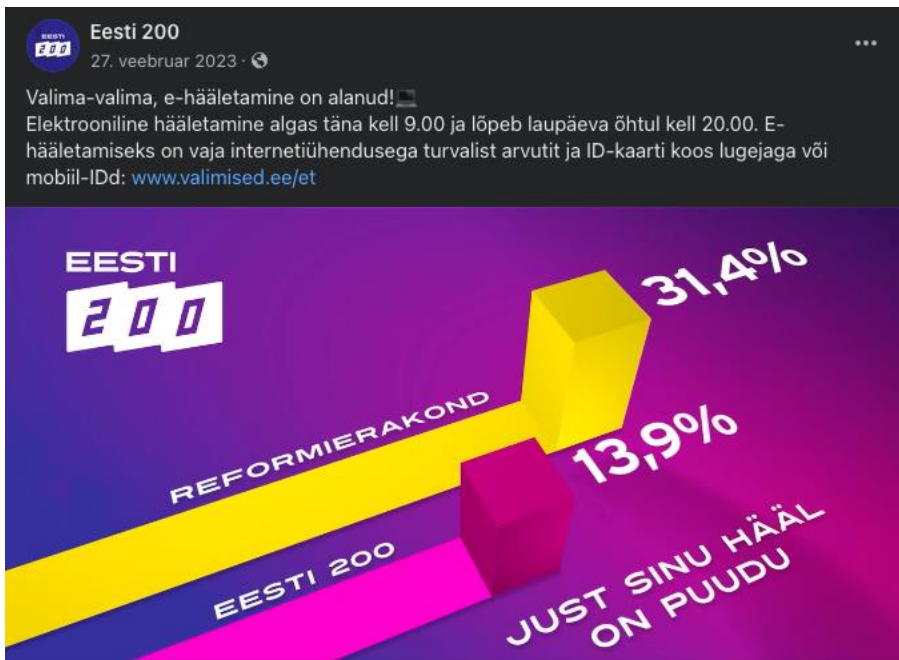 EESTI
200
Eesti 200
27. veebruar 2023 ·
Valima-valima, e-hääletamine on alanud!
Elektrooniline hääletamine algas täna kell 9.00 ja lõpeb laupäeva õhtul kell 20.00. E-
hääletamiseks on vaja internetiühendusega turvalist arvutit ja ID-kaarti koos lugejaga või
mobiil-IDd: www.valimised.ee/et
EESTI
200
31,4%
REFORMIERAKOND
13,9%
EESTI 200
JUST SINU HÄÄL
ON PUUDU